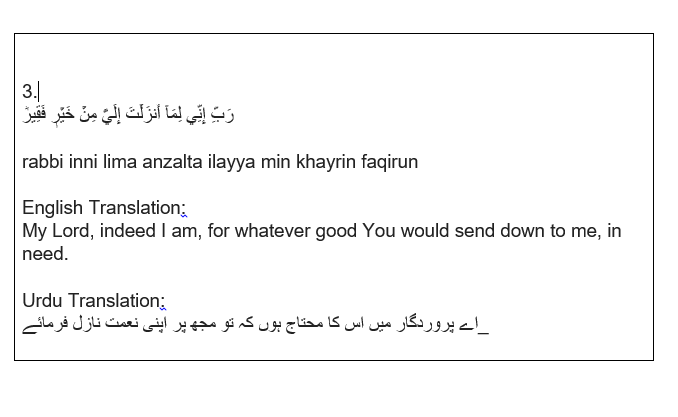 3.
رَبِّ إِنِّي لِمَآ أَنزَلۡتَ إِلَيَّ مِنۡ خَيۡرٖ فَقِيرٞ
rabbi inni lima anzalta ilayya min khayrin faqirun
English Translation:
My Lord, indeed I am, for whatever good You would send down to me, in
need.
Urdu Translation:
_اے پروردگار میں اس کا محتاج ہوں کہ تو مجھ پر اپنی نعمت نازل فرمائے